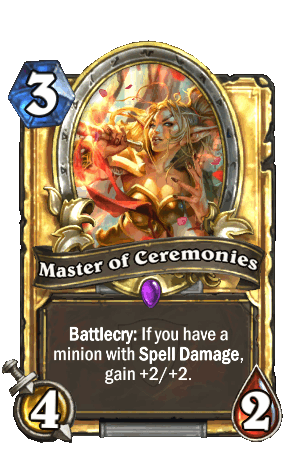 3
Master of Ceremonies
Battlecry: If you have a
minion with Spell Damage,
gain +2/+2.
4
2